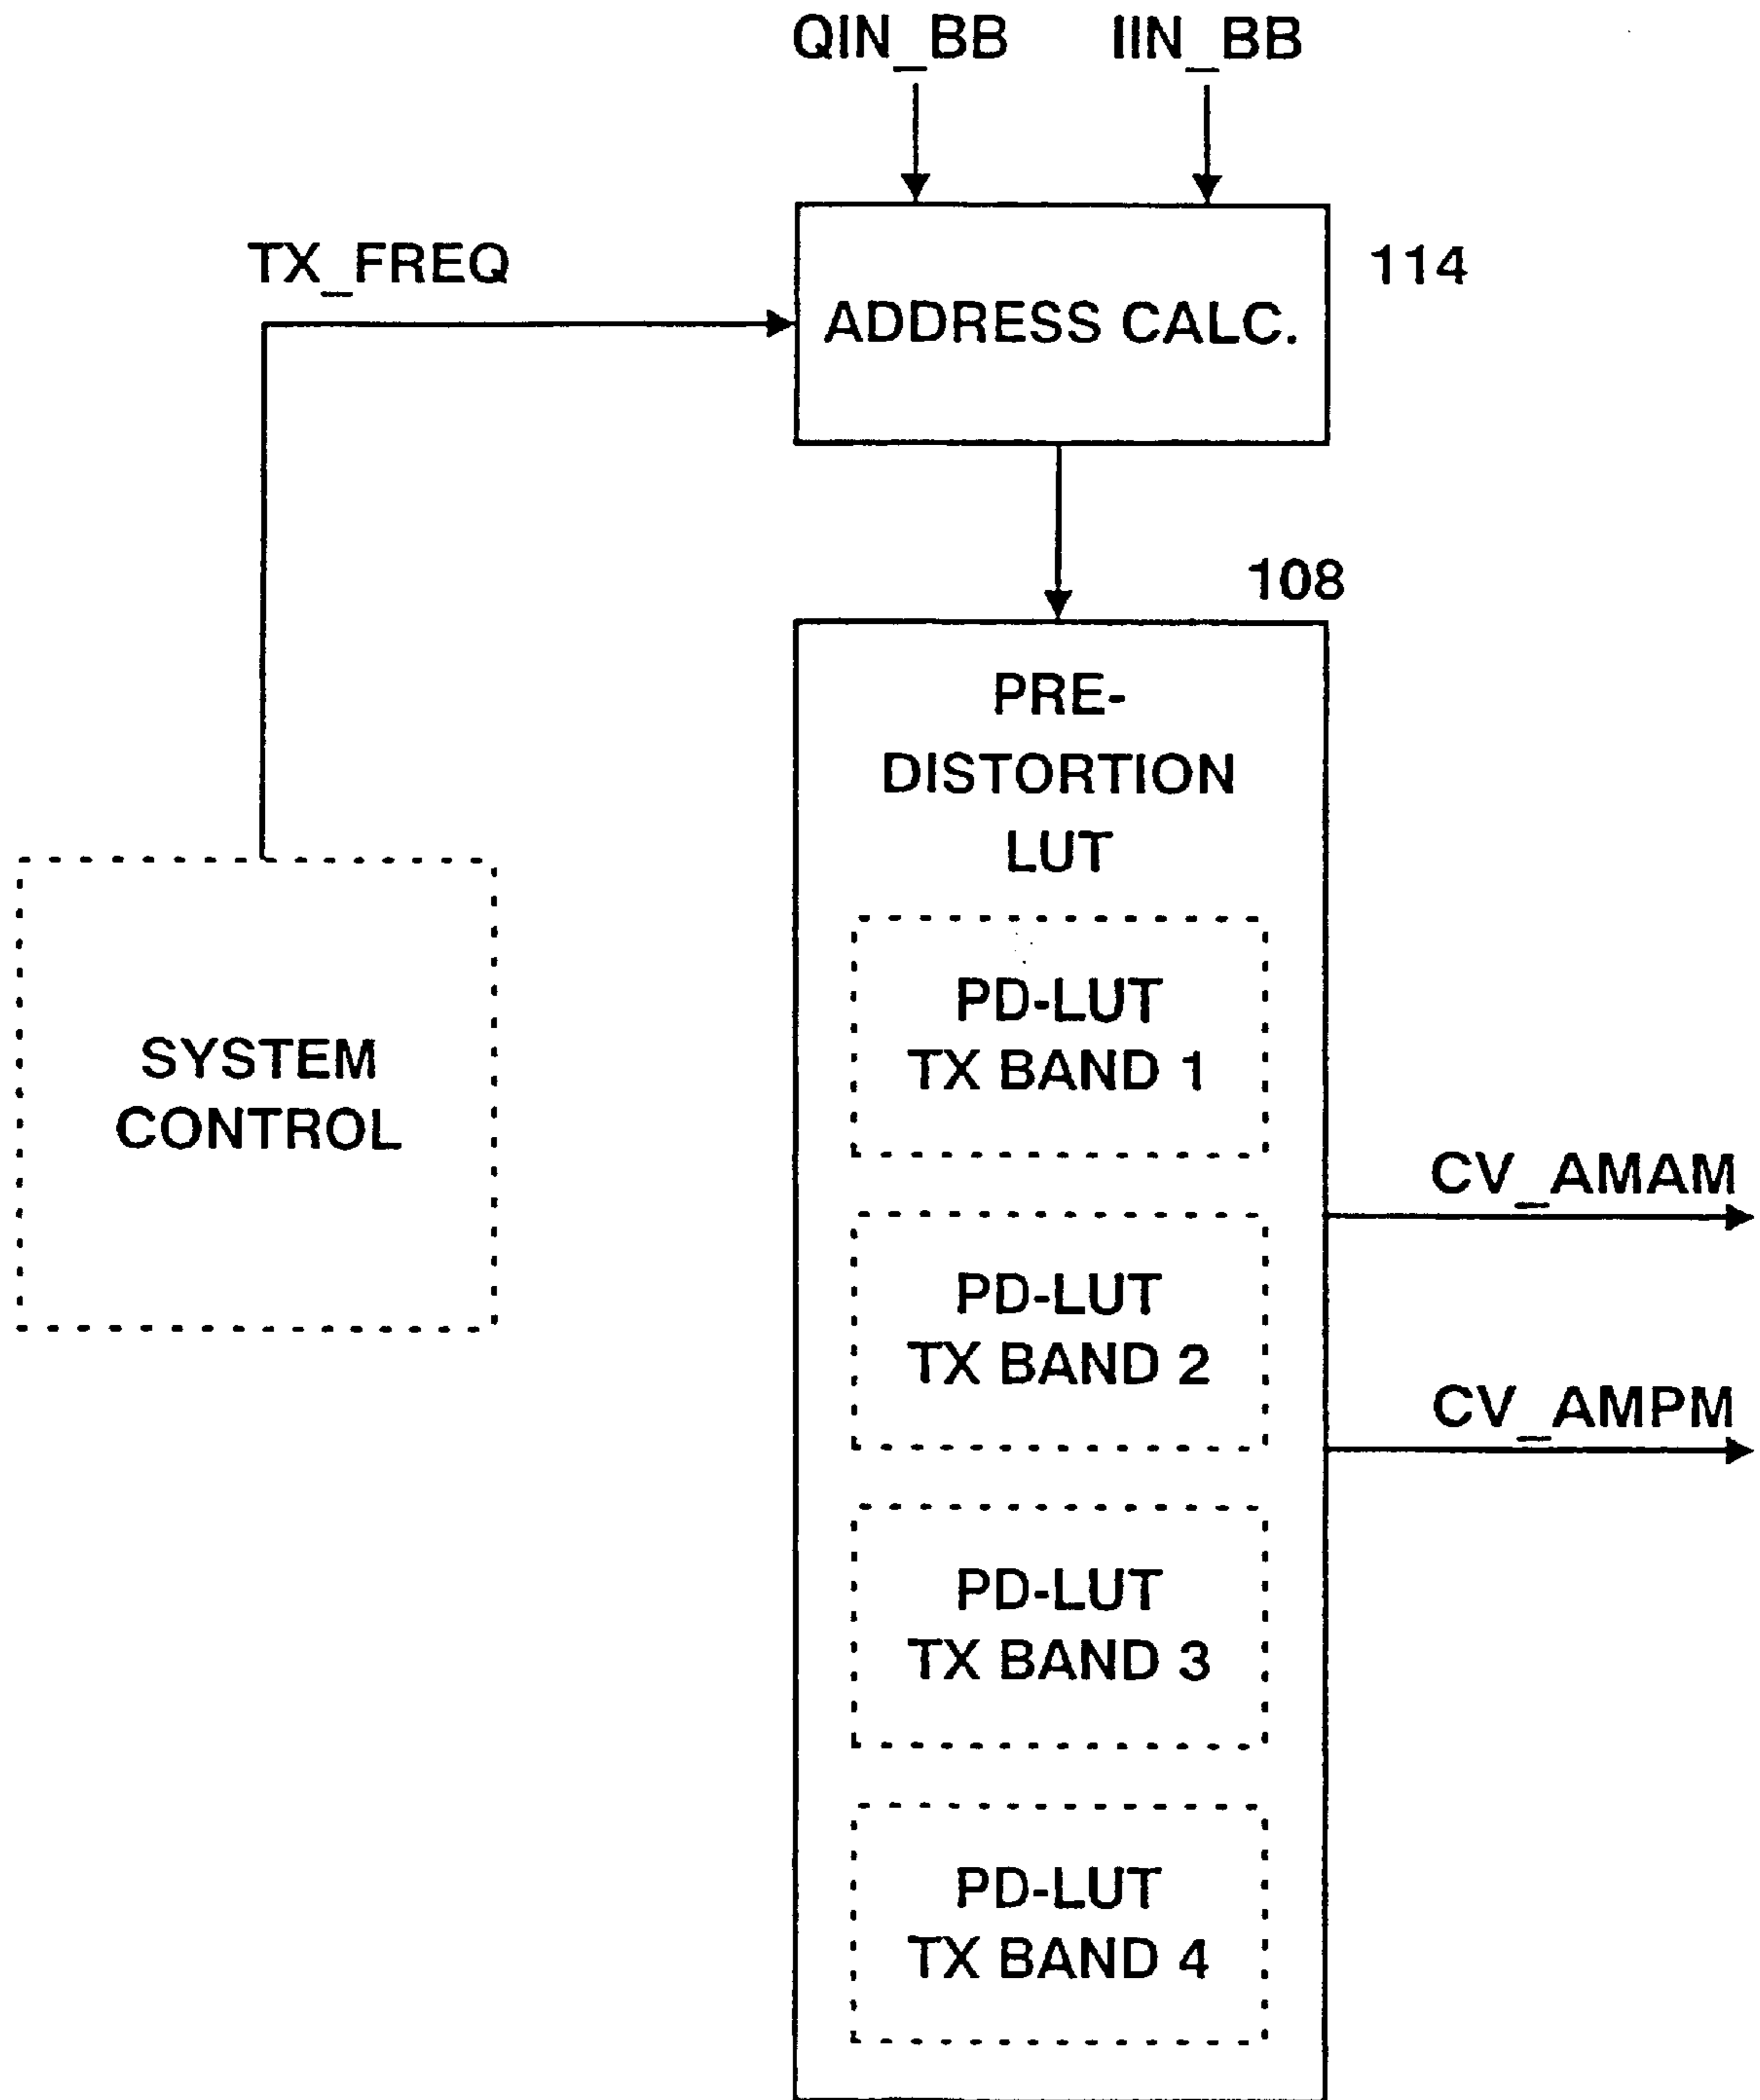 QIN_BB IIN_BB
TX_FREQ
114
ADDRESS CALC.
108
PRE-
DISTORTION
LUT
PD-LUT
TX BAND 1
SYSTEM
CONTROL
CV_AMAM
PD-LUT
TX BAND 2
CV_AMPM
PD-LUT
TX BAND 3
PD-LUT
TX BAND 4